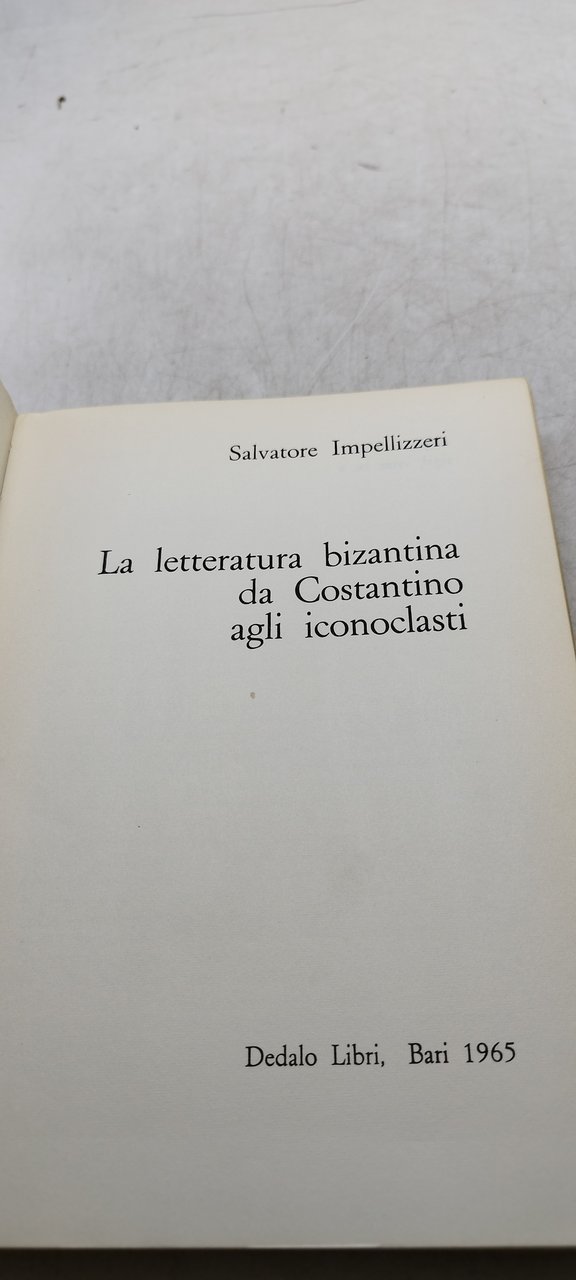 Salvatore Impellizzeri
La letteratura bizantina
da Costantino
agli iconoclasti
Dedalo Libri, Bari 1965